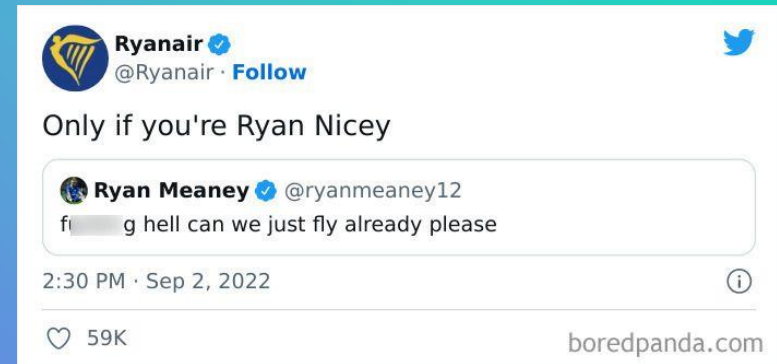 Ryanair
@Ryanair · Follow
Only if you're Ryan Nicey
Ryan Meaney @ryanmeaney12
f g hell can we just fly already please
2:30 PM · Sep 2, 2022
59K
boredpanda.com